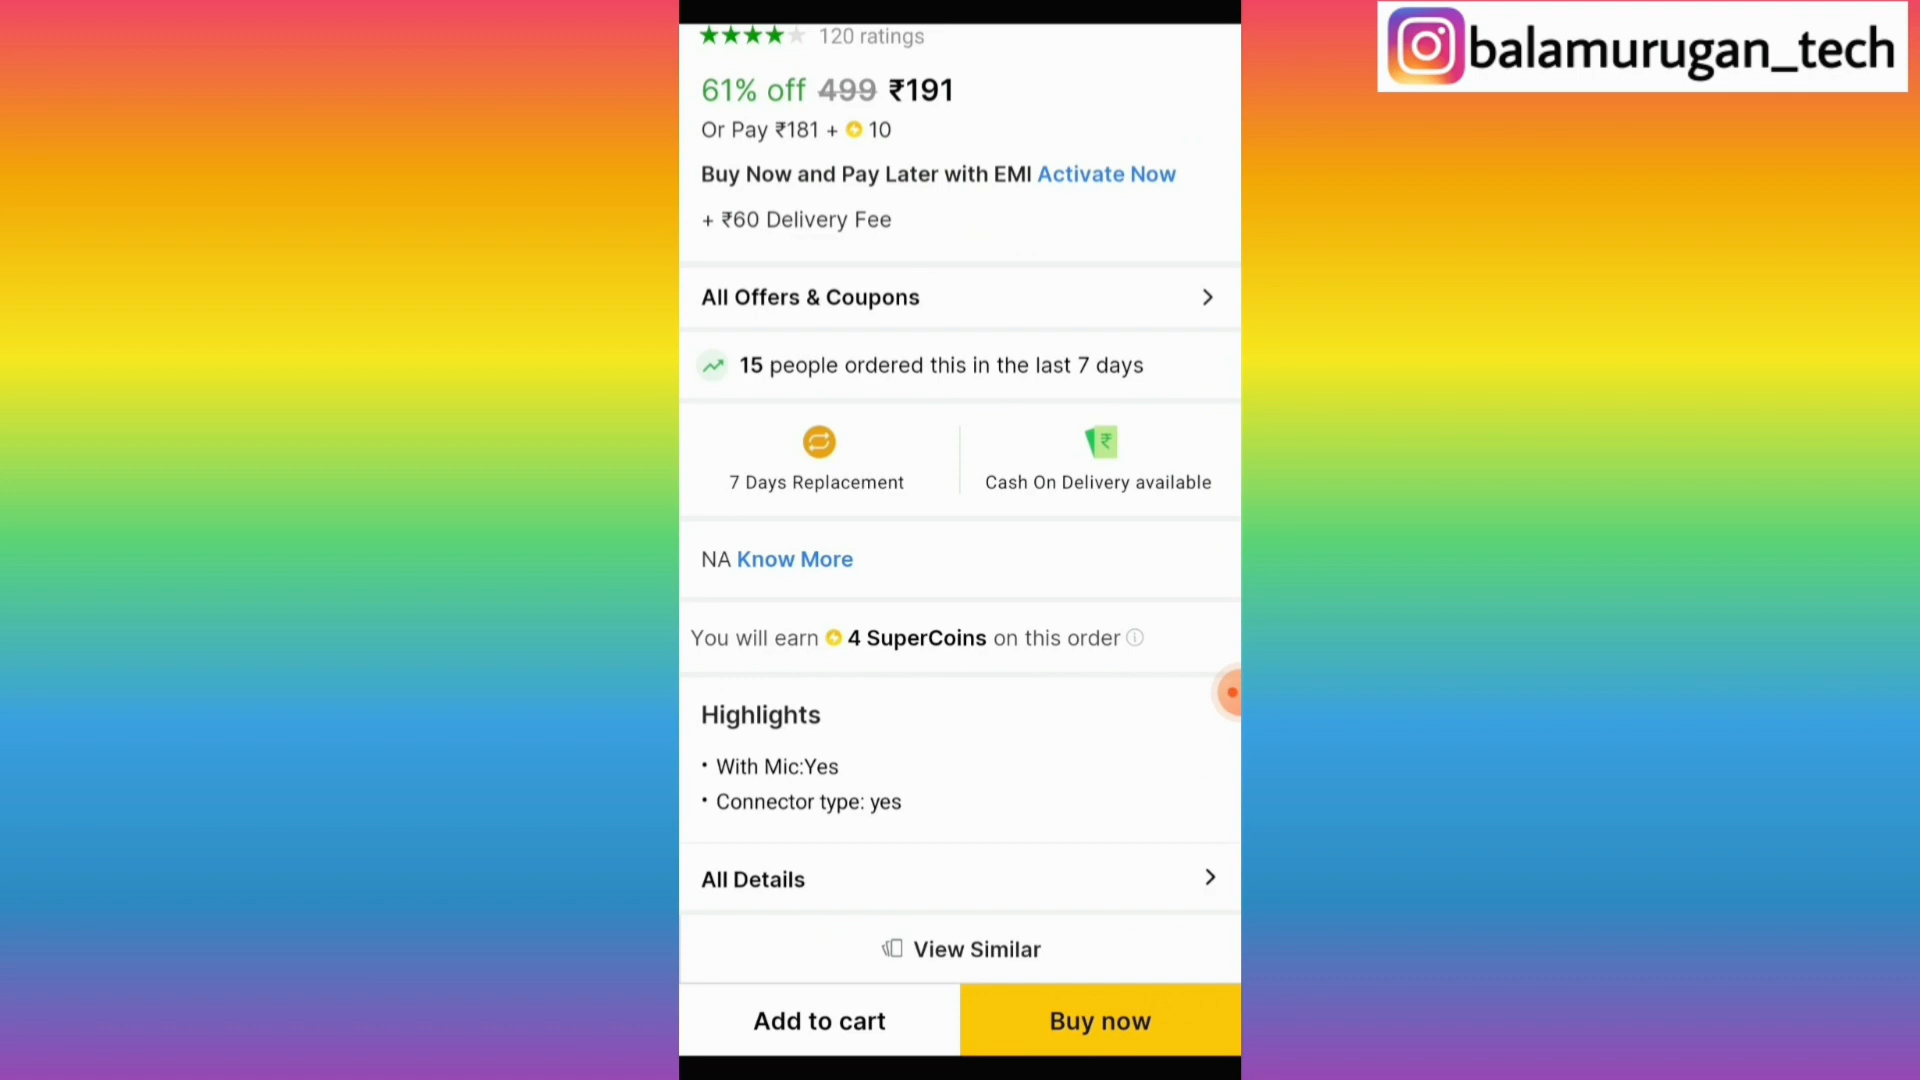 balamurugan_tech
120 ratings
61% off 499 ₹191
Or Pay ₹181 + 10
Buy Now and Pay Later with EMI Activate Now
+ ₹60 Delivery Fee
All Offers & Coupons
15 people ordered this in the last 7 days
₹
7 Days Replacement
Cash On Delivery available
NA Know More
You will earn 4 SuperCoins on this order
Highlights
• With Mic:Yes
• Connector type: yes
All Details
View Similar
Add to cart
Buy now